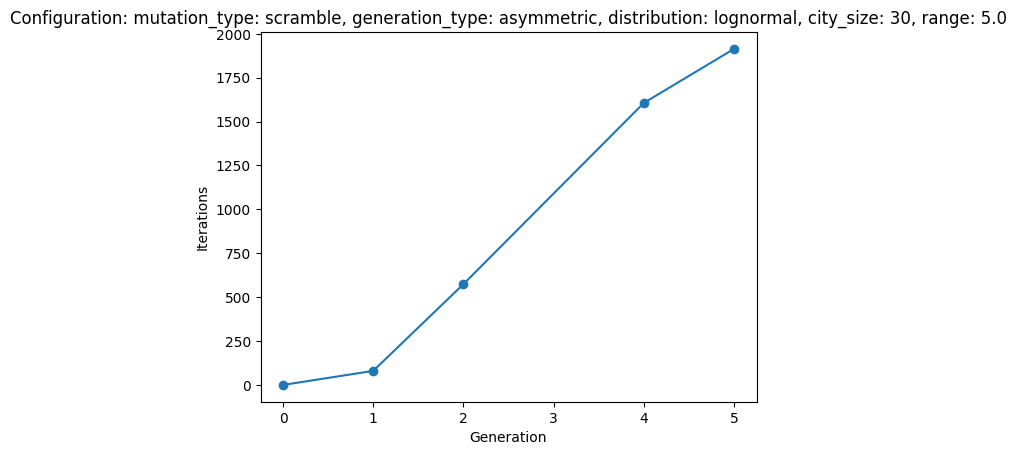 Configuration: mutation_type: scramble, generation_type: asymmetric, distribution: lognormal, city_size: 30, range: 5.0
2000
1750
1500
1250
1000
750
500
250
0
Iterations
0 1 2 3 4 5
Generation